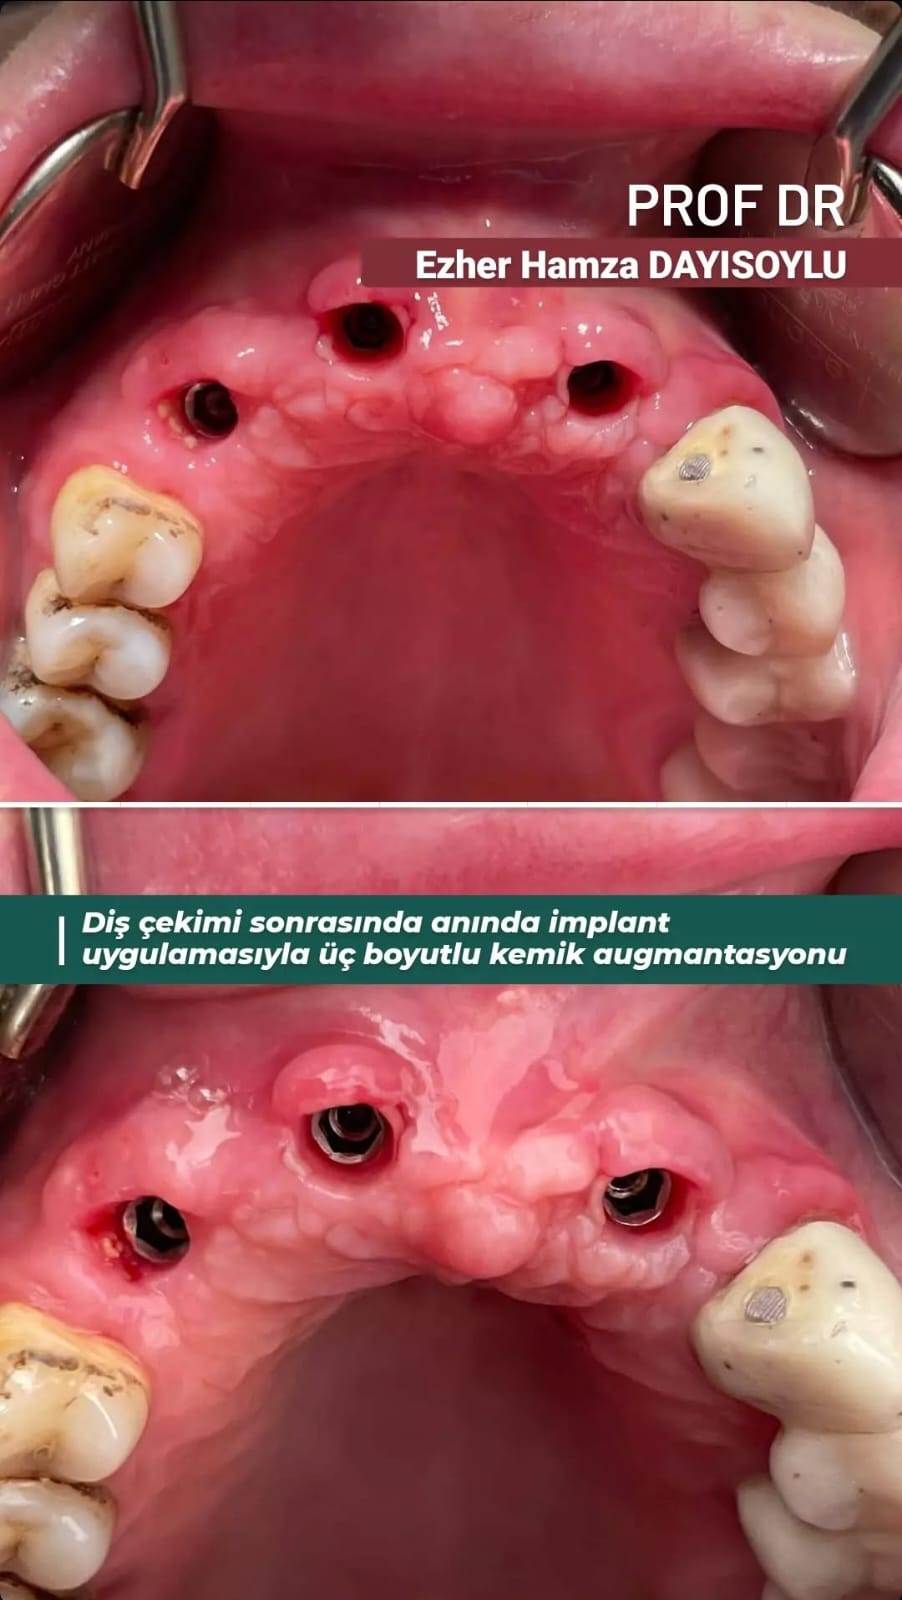 PROF DR
Ezher Hamza DAYISOYLU
Diş çekimi sonrasında anında implant
uygulamasıyla üç boyutlu kemik augmantasyonu